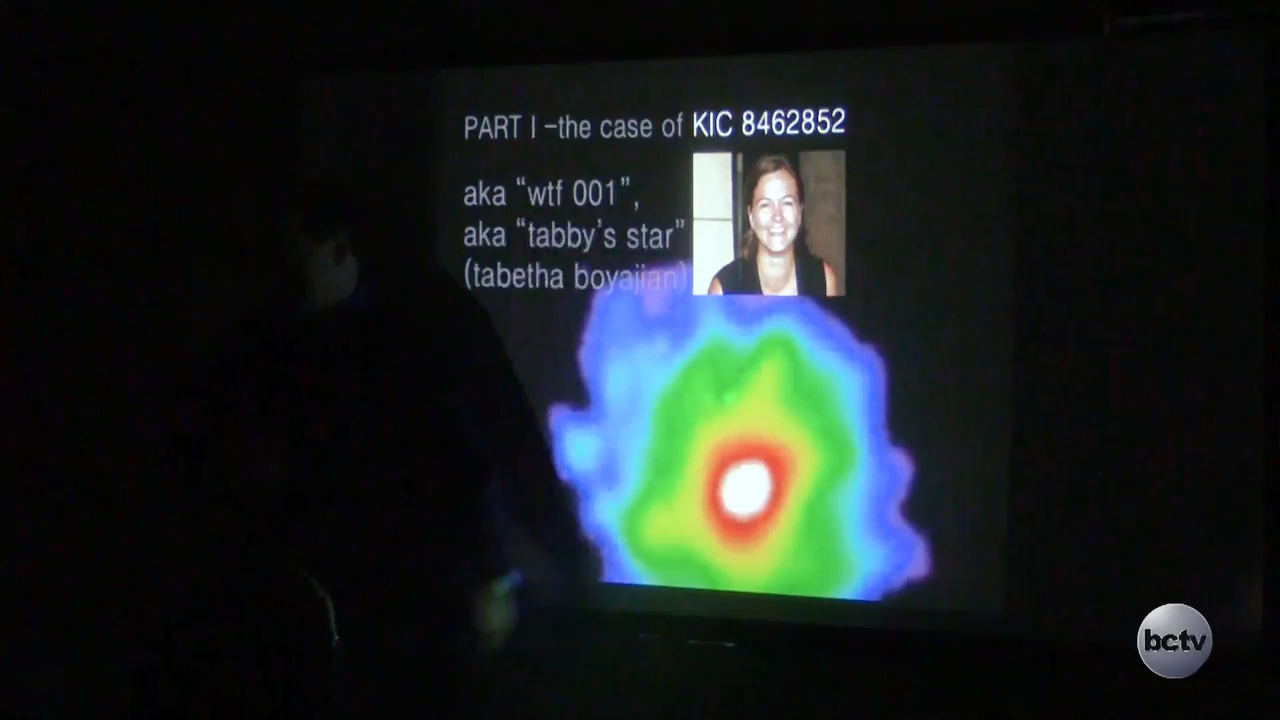 PART I –the case of KIC 8462852
aka “wtf 001”,
aka “tabby’s star”
(tabetha boyajian)
bctv